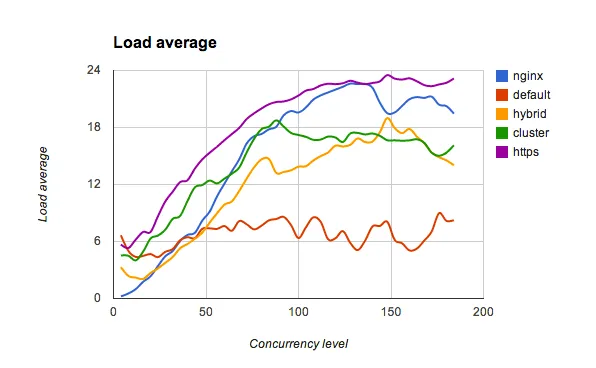 Load average
24
18
12
6
0
Load average
0
50
100
150
200
Concurrency level
nginx
default
hybrid
cluster
https